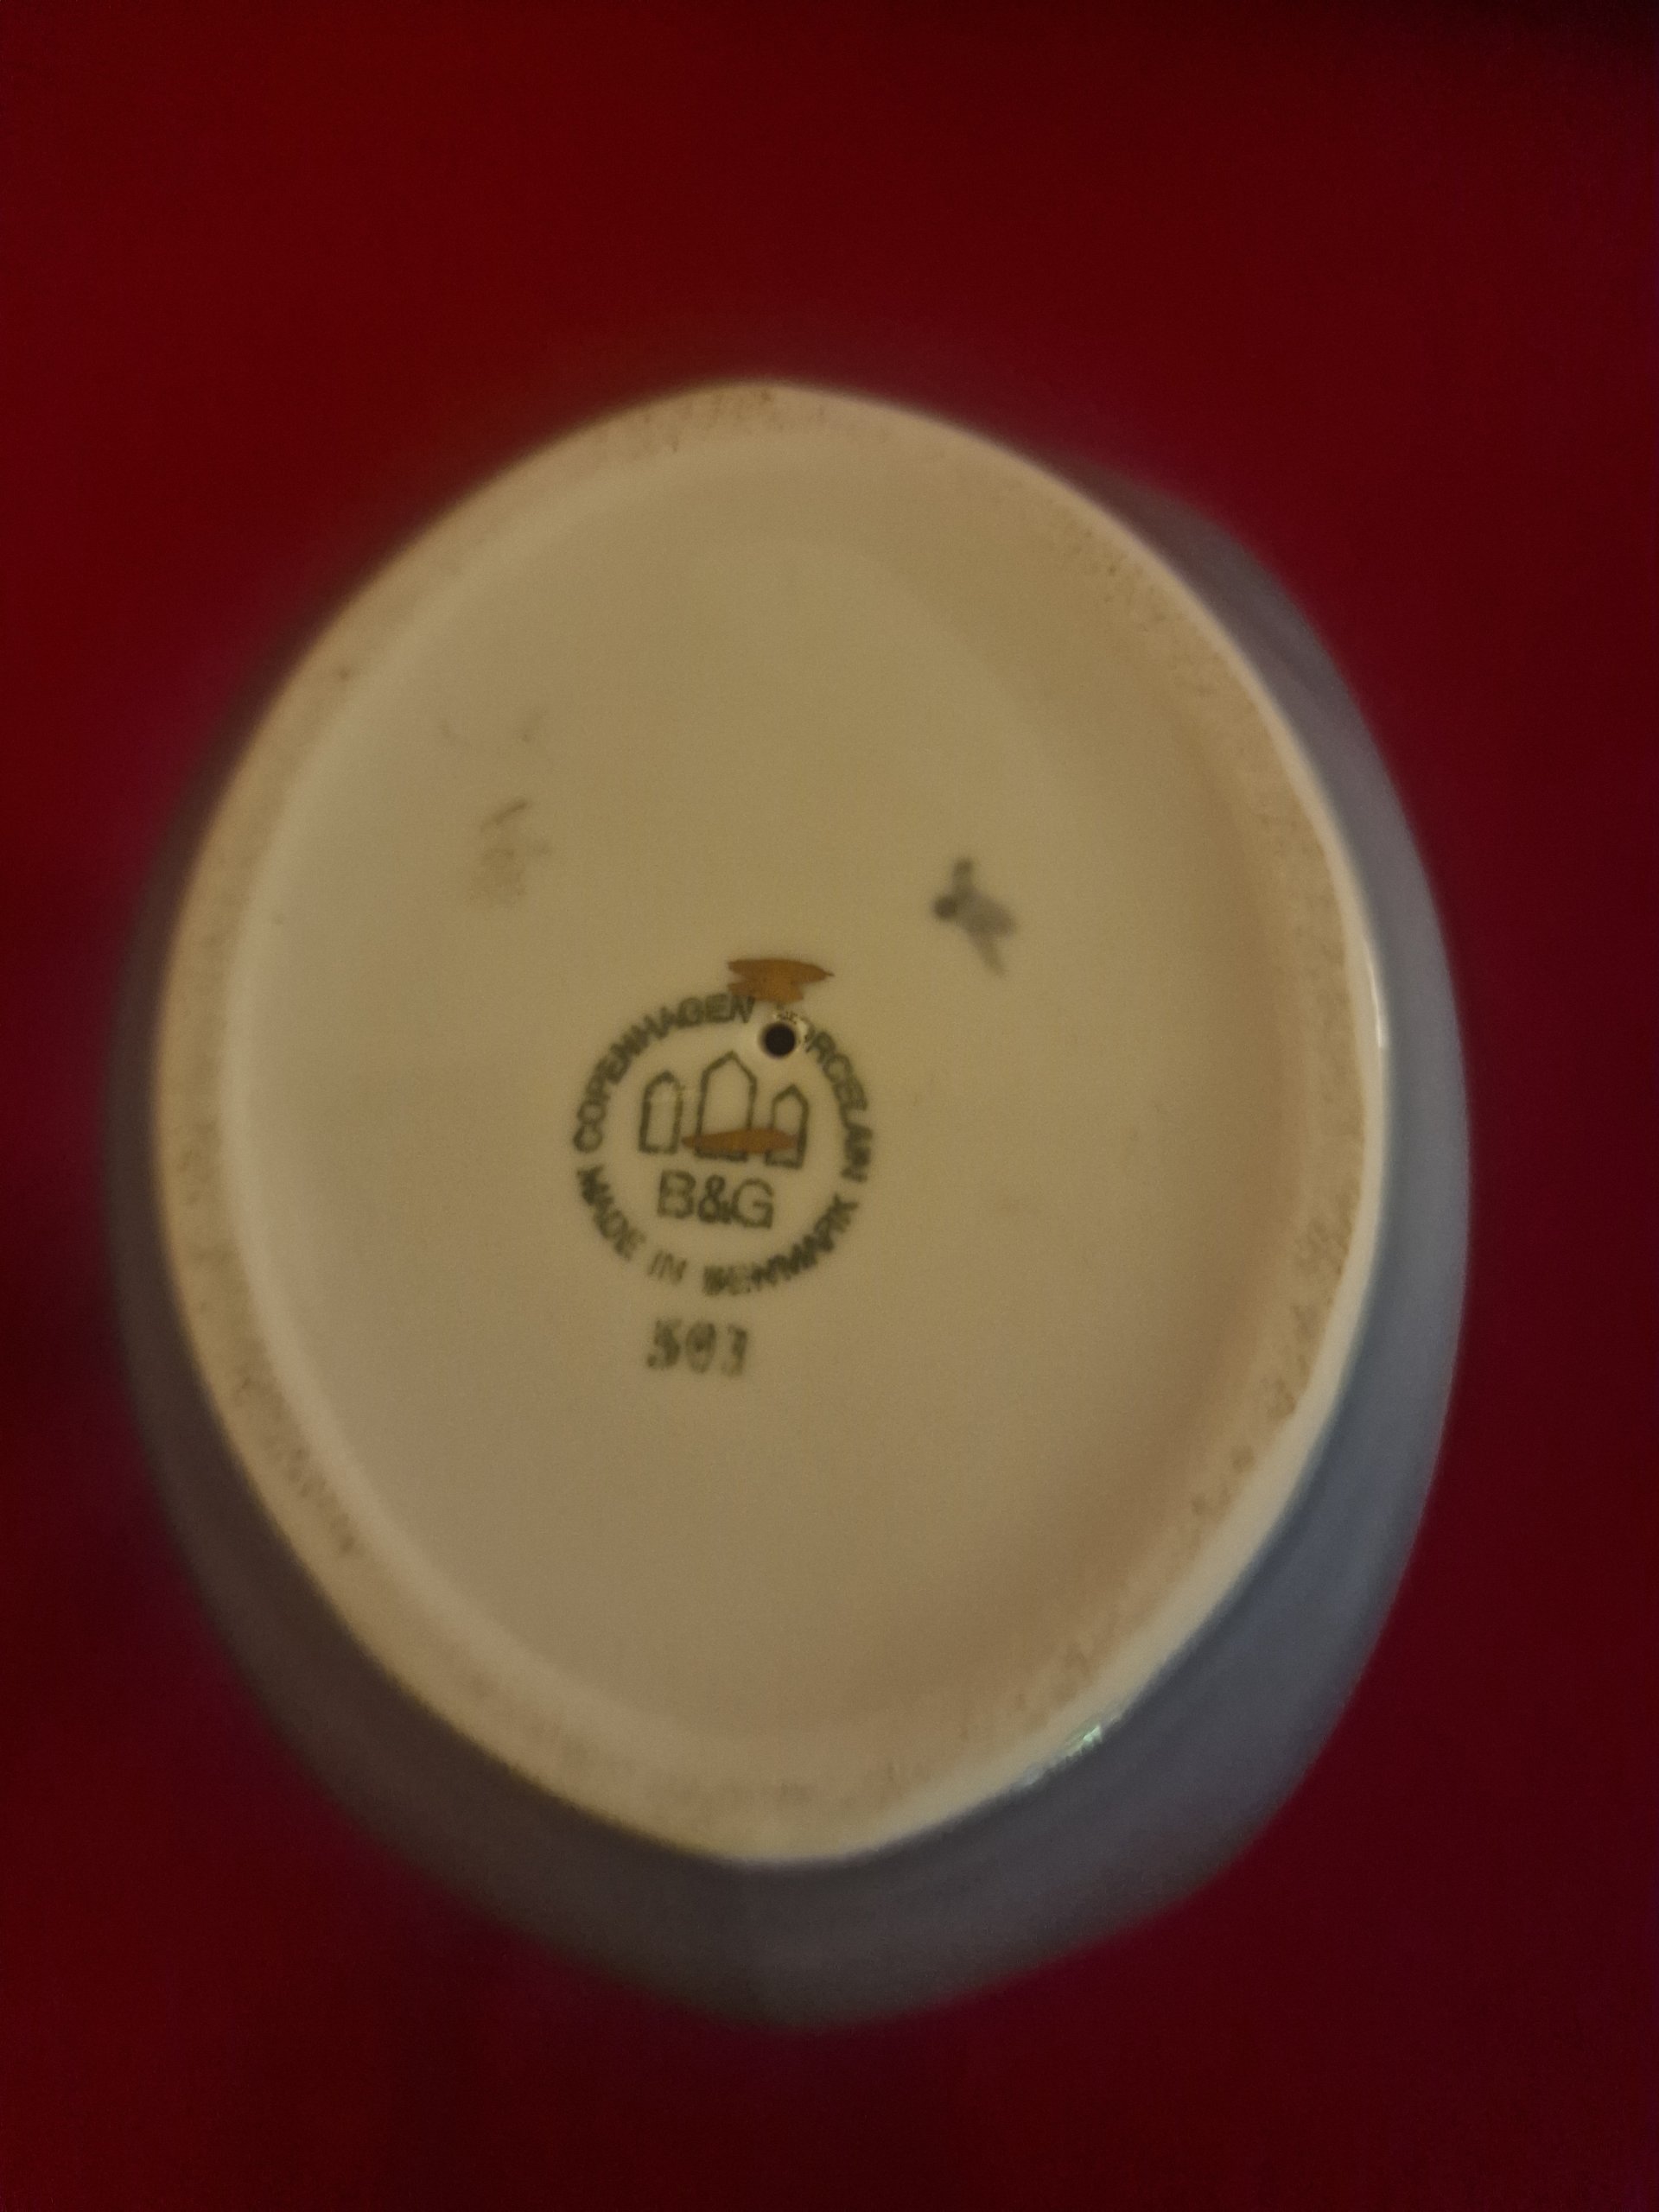 COPENHAGEN PORCELAIN
B&G
MADE IN DENMARK
503